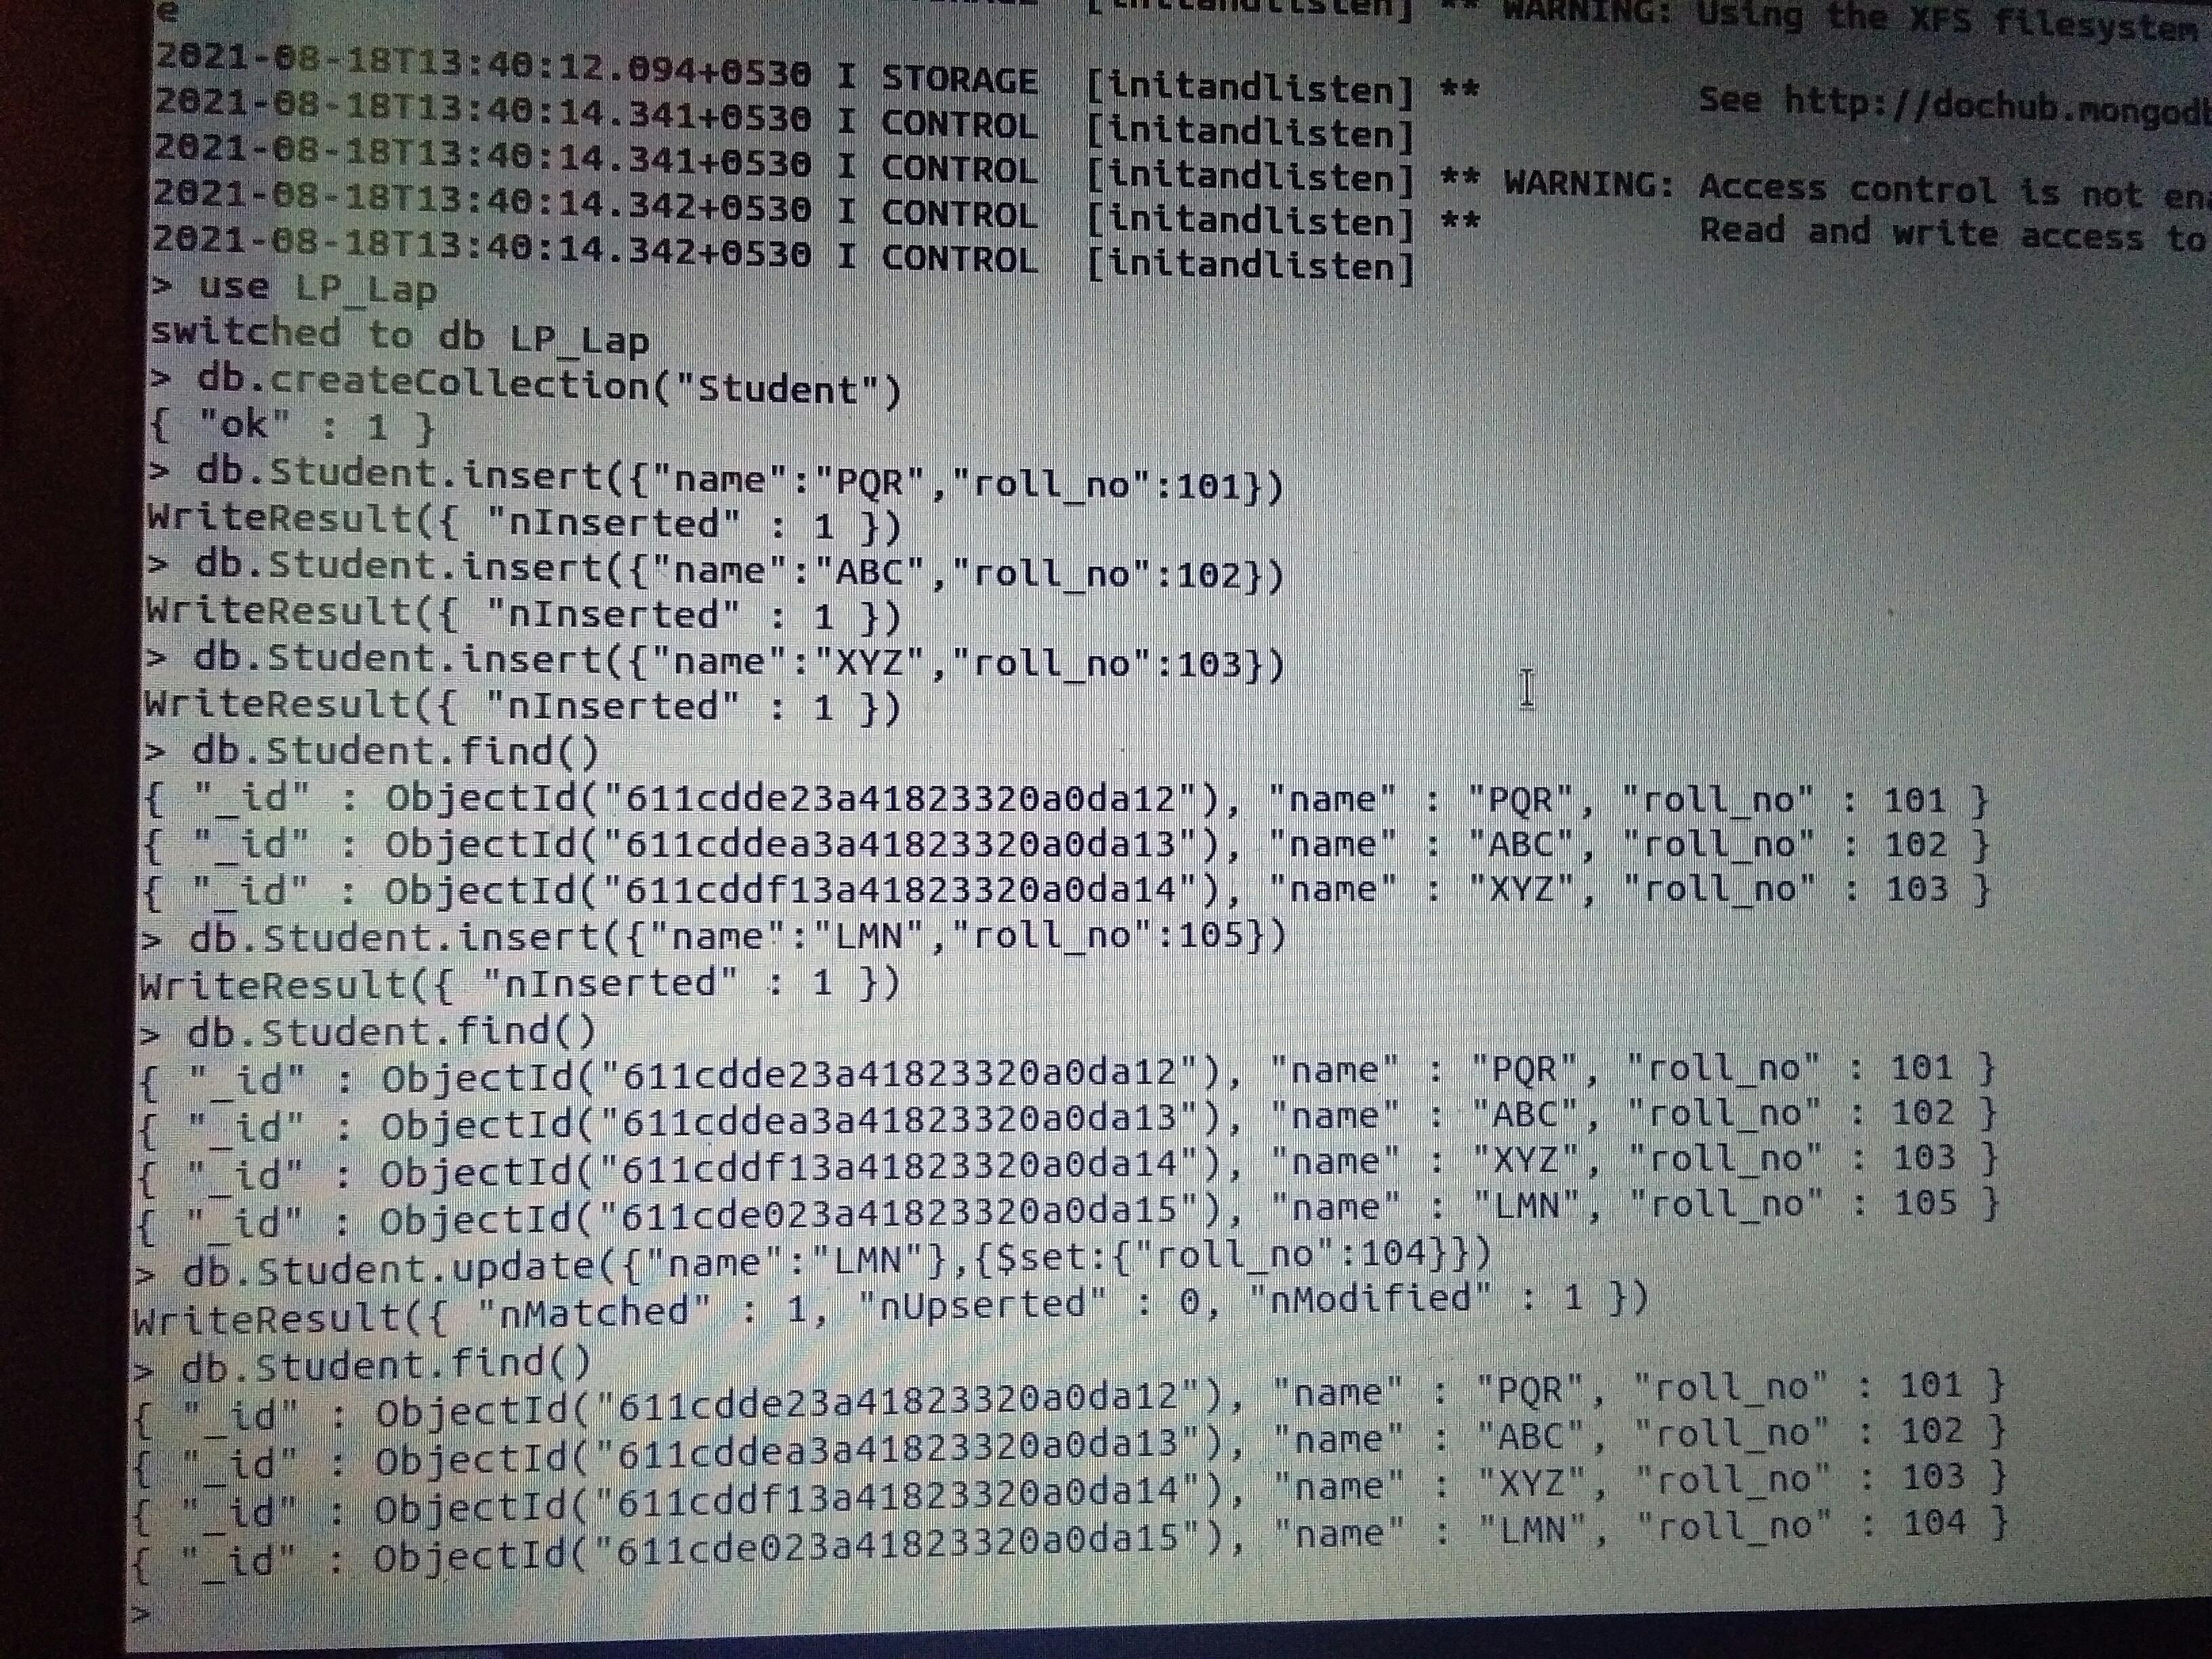 e [initandlisten] ** WARNING: Using the XFS filesystem
2021-08-18T13:40:12.094+0530 I STORAGE [initandlisten] ** See http://dochub.mongodb
2021-08-18T13:40:14.341+0530 I CONTROL [initandlisten]
2021-08-18T13:40:14.341+0530 I CONTROL [initandlisten] ** WARNING: Access control is not ena
2021-08-18T13:40:14.342+0530 I CONTROL [initandlisten] ** Read and write access to
2021-08-18T13:40:14.342+0530 I CONTROL [initandlisten]
> use LP_Lap
switched to db LP_Lap
> db.createCollection("Student")
{ "ok" : 1 }
> db.Student.insert({"name":"PQR","roll_no":101})
WriteResult({ "nInserted" : 1 })
> db.Student.insert({"name":"ABC","roll_no":102})
WriteResult({ "nInserted" : 1 })
> db.Student.insert({"name":"XYZ","roll_no":103})
WriteResult({ "nInserted" : 1 })
> db.Student.find()
{ "_id" : ObjectId("611cdde23a41823320a0da12"), "name" : "PQR", "roll_no" : 101 }
{ "_id" : ObjectId("611cddea3a41823320a0da13"), "name" : "ABC", "roll_no" : 102 }
{ "_id" : ObjectId("611cddf13a41823320a0da14"), "name" : "XYZ", "roll_no" : 103 }
> db.Student.insert({"name":"LMN","roll_no":105})
WriteResult({ "nInserted" : 1 })
> db.Student.find()
{ "_id" : ObjectId("611cdde23a41823320a0da12"), "name" : "PQR", "roll_no" : 101 }
{ "_id" : ObjectId("611cddea3a41823320a0da13"), "name" : "ABC", "roll_no" : 102 }
{ "_id" : ObjectId("611cddf13a41823320a0da14"), "name" : "XYZ", "roll_no" : 103 }
{ "_id" : ObjectId("611cde023a41823320a0da15"), "name" : "LMN", "roll_no" : 105 }
> db.Student.update({"name":"LMN"},{$set:{"roll_no":104}})
WriteResult({ "nMatched" : 1, "nUpserted" : 0, "nModified" : 1 })
> db.Student.find()
{ "_id" : ObjectId("611cdde23a41823320a0da12"), "name" : "PQR", "roll_no" : 101 }
{ "_id" : ObjectId("611cddea3a41823320a0da13"), "name" : "ABC", "roll_no" : 102 }
{ "_id" : ObjectId("611cddf13a41823320a0da14"), "name" : "XYZ", "roll_no" : 103 }
{ "_id" : ObjectId("611cde023a41823320a0da15"), "name" : "LMN", "roll_no" : 104 }
>